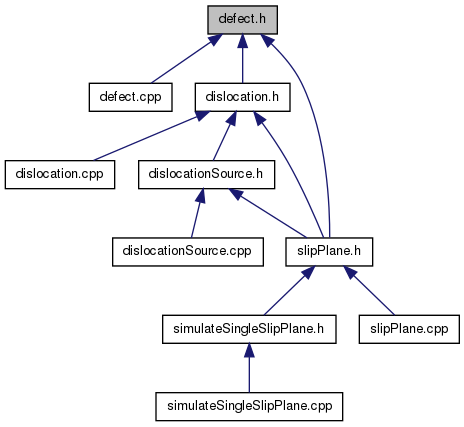 defect.h
defect.cpp
dislocation.h
dislocation.cpp
dislocationSource.h
dislocationSource.cpp
slipPlane.h
simulateSingleSlipPlane.h
slipPlane.cpp
simulateSingleSlipPlane.cpp